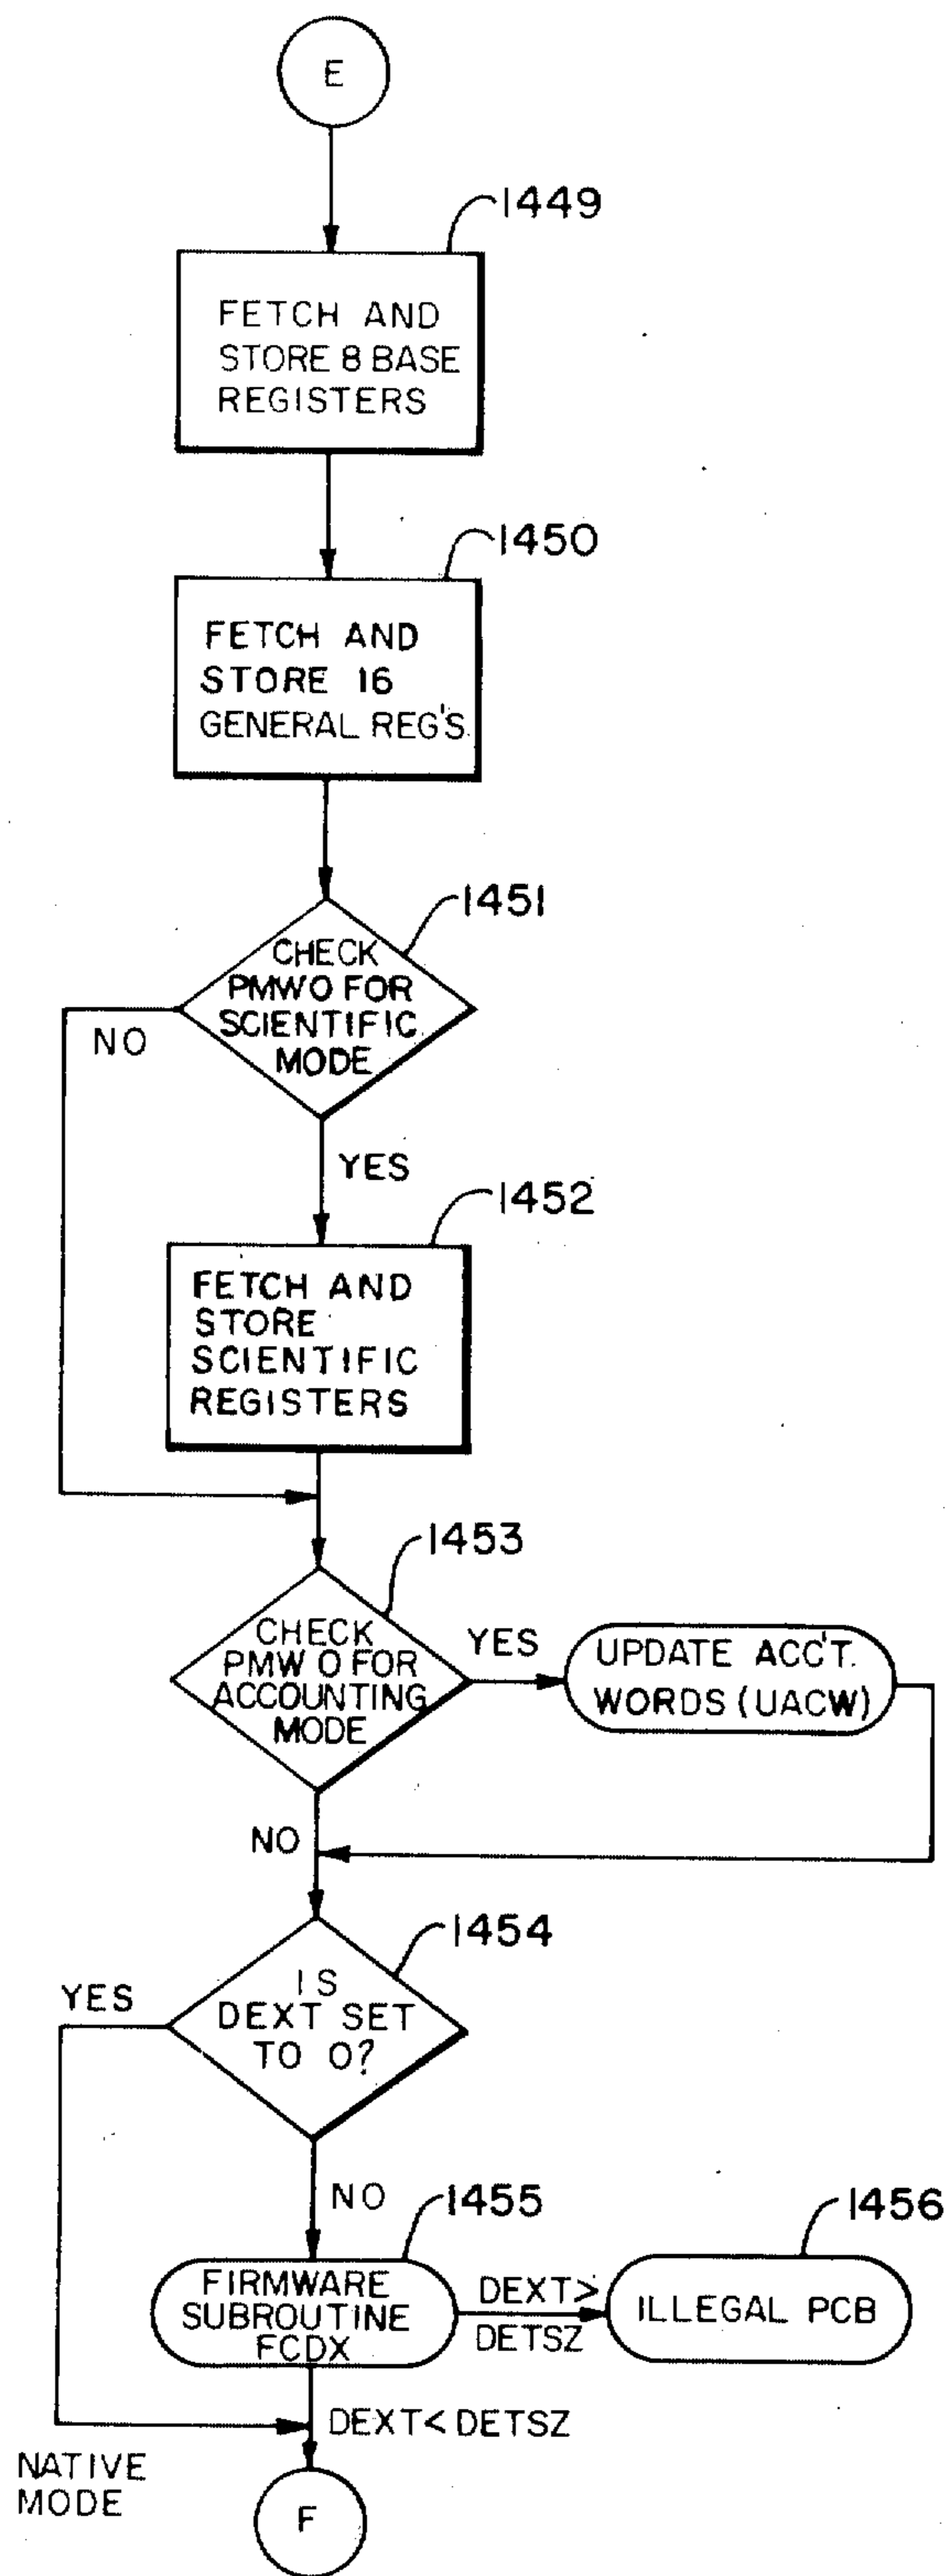 E
1449
FETCH AND
STORE 8 BASE
REGISTERS
1450
FETCH AND
STORE 16
GENERAL REG'S.
1451
CHECK
PMWO FOR
SCIENTIFIC
MODE
NO
YES
1452
FETCH AND
STORE
SCIENTIFIC
REGISTERS
1453
CHECK
PMW O FOR
ACCOUNTING
MODE
YES
UPDATE ACC'T.
WORDS (UACW)
NO
1454
IS
DEXT SET
TO O?
YES
NO
1455
FIRMWARE
SUBROUTINE
FCDX
DEXT>
DETSZ
1456
ILLEGAL PCB
DEXT< DETSZ
NATIVE
MODE
F